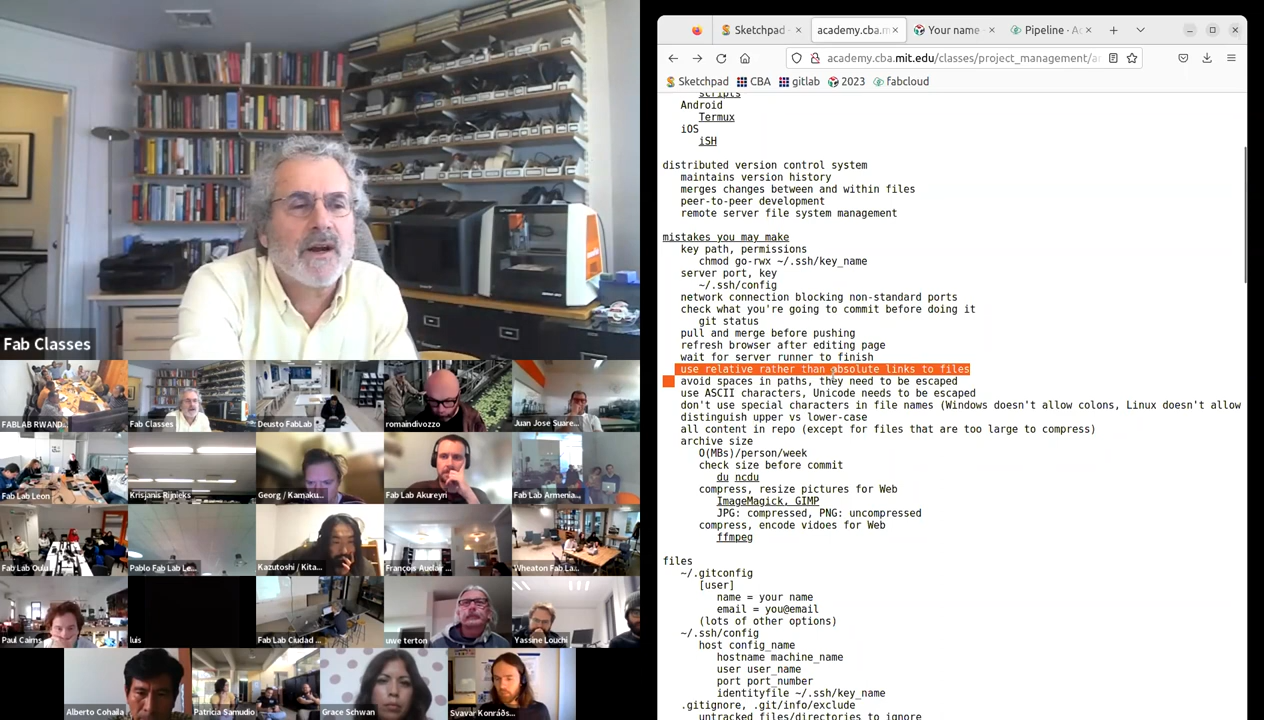 Fab Classes
FABLAB RWAND...
Fab Classes
Deusto FabLab
romaindivozzo
Juan Jose Suare...
Fab Lab Leon
Krisjanis Rijnieks
Georg / Kamaku...
Fab Lab Akureyri
Fab Lab Armenia...
Fab Lab Oulu
Pablo Fab Lab Le...
Kazutoshi / Kita...
François Auclair ...
Wheaton Fab La...
Paul Cairns
luis
Fab Lab Ciudad ...
uwe terton
Yassine Louchi
Alberto Cohaila
Patricia Samudio
Grace Schwan
Svavar Konráðs...
Sketchpad
academy.cba.m
Your name
Pipeline · Ac
academy.cba.mit.edu/classes/project_management/
Sketchpad
CBA
gitlab
2023
fabcloud
scripts
Android
Termux
iOS
iSH
distributed version control system
maintains version history
merges changes between and within files
peer-to-peer development
remote server file system management
mistakes you may make
key path, permissions
chmod go-rwx ~/.ssh/key_name
server port, key
~/.ssh/config
network connection blocking non-standard ports
check what you're going to commit before doing it
git status
pull and merge before pushing
refresh browser after editing page
wait for server runner to finish
use relative rather than absolute links to files
avoid spaces in paths, they need to be escaped
use ASCII characters, Unicode needs to be escaped
don't use special characters in file names (Windows doesn't allow colons, Linux doesn't allow
distinguish upper vs lower-case
all content in repo (except for files that are too large to compress)
archive size
O(MBs)/person/week
check size before commit
du ncdu
compress, resize pictures for Web
ImageMagick, GIMP
JPG: compressed, PNG: uncompressed
compress, encode vidoes for Web
ffmpeg
files
~/.gitconfig
[user]
name = your name
email = you@email
(lots of other options)
~/.ssh/config
host config_name
hostname machine_name
user user_name
port port_number
identityfile ~/.ssh/key_name
.gitignore, .git/info/exclude
untracked files/directories to ignore